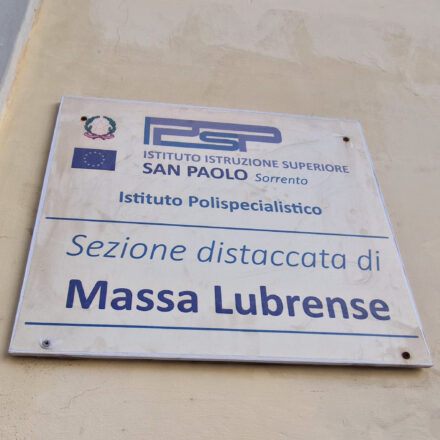 PSP
ISTITUTO ISTRUZIONE SUPERIORE
SAN PAOLO Sorrento
Istituto Polispecialistico
Sezione distaccata di
Massa Lubrense